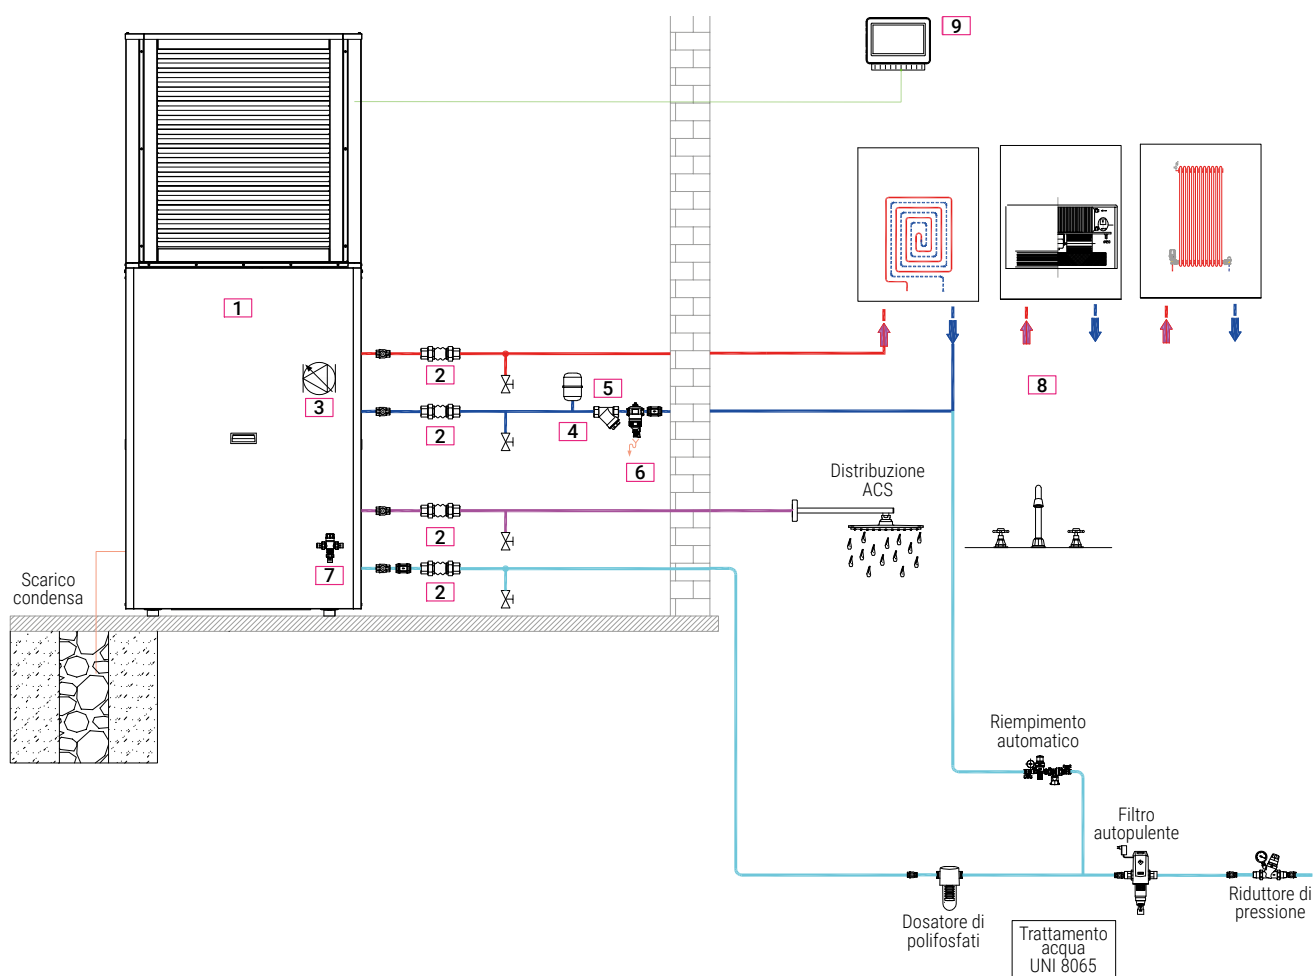 9
1
2
5
3
2
4
6
Distribuzione
ACS
8
2
7
2
Scarico
condensa
Riempimento
automatico
Filtro
autopulente
Riduttore di
pressione
Dosatore di
polifosfati
Trattamento
acqua
UNI 8065